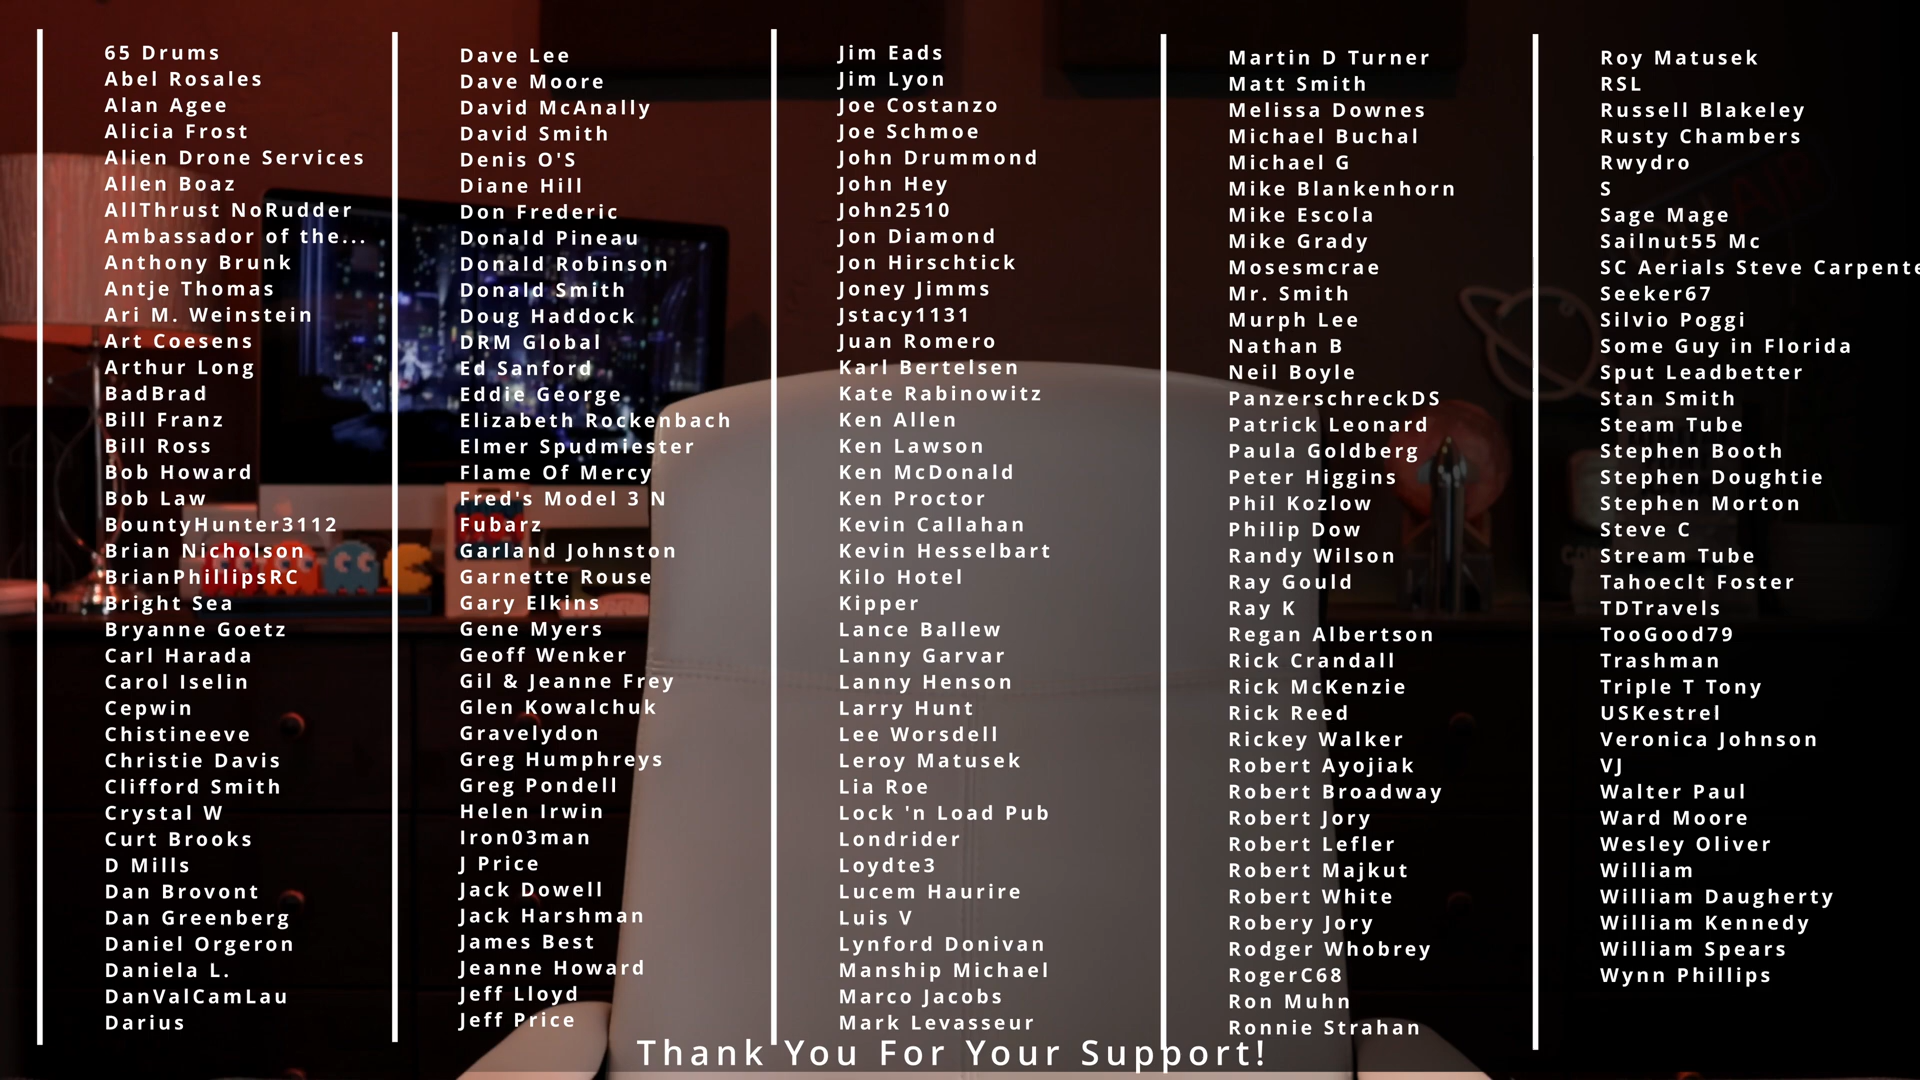 65 Drums
Abel Rosales
Alan Agee
Alicia Frost
Alien Drone Services
Allen Boaz
AllThrust NoRudder
Ambassador of the...
Anthony Brunk
Antje Thomas
Ari M. Weinstein
Art Coesens
Arthur Long
BadBrad
Bill Franz
Bill Ross
Bob Howard
Bob Law
BountyHunter3112
Brian Nicholson
BrianPhillipsRC
Bright Sea
Bryanne Goetz
Carl Harada
Carol Iselin
Cepwin
Chistineeve
Christie Davis
Clifford Smith
Crystal W
Curt Brooks
D Mills
Dan Brovont
Dan Greenberg
Daniel Orgeron
Daniela L.
DanValCamLau
Darius
Dave Lee
Dave Moore
David McAnally
David Smith
Denis O'S
Diane Hill
Don Frederic
Donald Pineau
Donald Robinson
Donald Smith
Doug Haddock
DRM Global
Ed Sanford
Eddie George
Elizabeth Rockenbach
Elmer Spudmiester
Flame Of Mercy
Fred's Model 3 N
Fubarz
Garland Johnston
Garnette Rouse
Gary Elkins
Gene Myers
Geoff Wenker
Gil & Jeanne Frey
Glen Kowalchuk
Gravelydon
Greg Humphreys
Greg Pondell
Helen Irwin
Iron03man
J Price
Jack Dowell
Jack Harshman
James Best
Jeanne Howard
Jeff Lloyd
Jeff Price
Jim Eads
Jim Lyon
Joe Costanzo
Joe Schmoe
John Drummond
John Hey
John2510
Jon Diamond
Jon Hirschtick
Joney Jimms
Jstacy1131
Juan Romero
Karl Bertelsen
Kate Rabinowitz
Ken Allen
Ken Lawson
Ken McDonald
Ken Proctor
Kevin Callahan
Kevin Hesselbart
Kilo Hotel
Kipper
Lance Ballew
Lanny Garvar
Lanny Henson
Larry Hunt
Lee Worsdell
Leroy Matusek
Lia Roe
Lock 'n Load Pub
Londrider
Loydte3
Lucem Haurire
Luis V
Lynford Donivan
Manship Michael
Marco Jacobs
Mark Levasseur
Martin D Turner
Matt Smith
Melissa Downes
Michael Buchal
Michael G
Mike Blankenhorn
Mike Escola
Mike Grady
Mosesmcrae
Mr. Smith
Murph Lee
Nathan B
Neil Boyle
PanzerschreckDS
Patrick Leonard
Paula Goldberg
Peter Higgins
Phil Kozlow
Philip Dow
Randy Wilson
Ray Gould
Ray K
Regan Albertson
Rick Crandall
Rick McKenzie
Rick Reed
Rickey Walker
Robert Ayojiak
Robert Broadway
Robert Jory
Robert Lefler
Robert Majkut
Robert White
Robery Jory
Rodger Whobrey
RogerC68
Ron Muhn
Ronnie Strahan
Roy Matusek
RSL
Russell Blakeley
Rusty Chambers
Rwydro
S
Sage Mage
Sailnut55 Mc
SC Aerials Steve Carpente
Seeker67
Silvio Poggi
Some Guy in Florida
Sput Leadbetter
Stan Smith
Steam Tube
Stephen Booth
Stephen Doughtie
Stephen Morton
Steve C
Stream Tube
Tahoeclt Foster
TDTravels
TooGood79
Trashman
Triple T Tony
USKestrel
Veronica Johnson
VJ
Walter Paul
Ward Moore
Wesley Oliver
William
William Daugherty
William Kennedy
William Spears
Wynn Phillips
Thank You For Your Support!